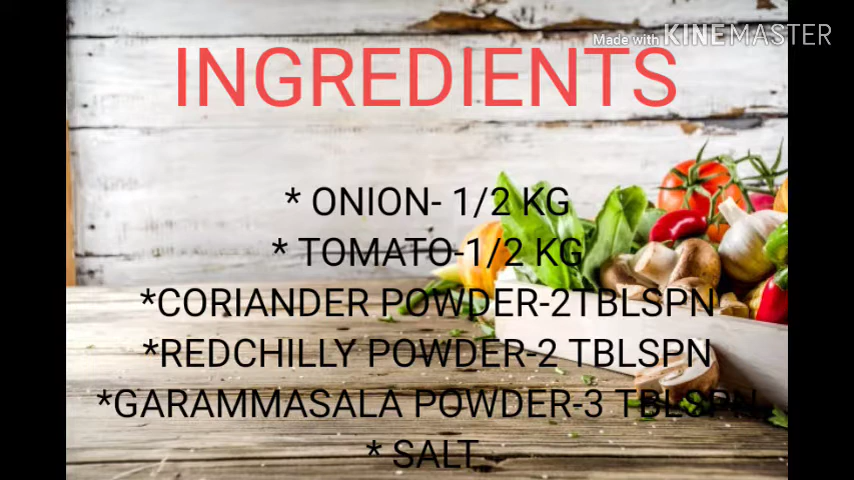 Made with KINEMASTER
INGREDIENTS
* ONION- 1/2 KG
* TOMATO-1/2 KG
*CORIANDER POWDER-2TBLSPN
*REDCHILLY POWDER-2 TBLSPN
*GARAMMASALA POWDER-3 TBLSPN
* SALT